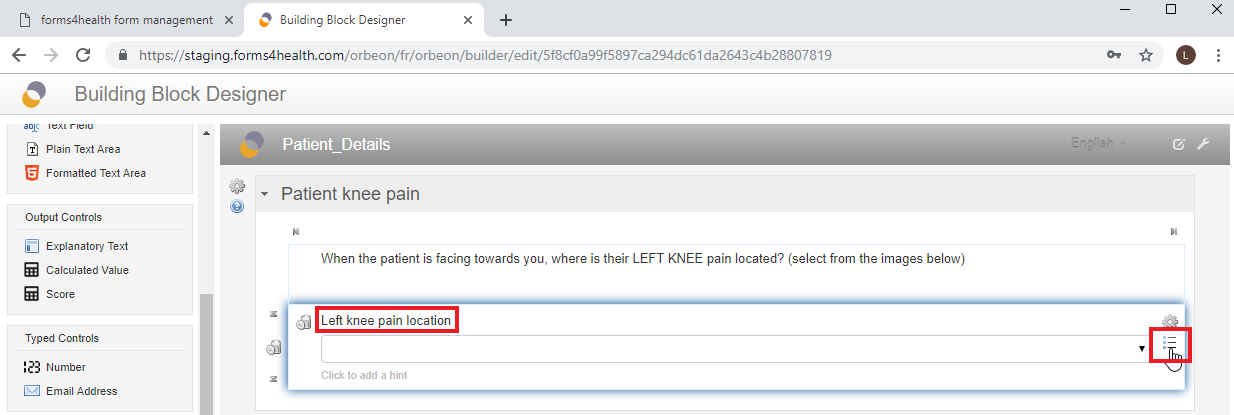 forms4health form management
Building Block Designer
https://staging.forms4health.com/orbeon/fr/orbeon/builder/edit/5f8cf0a99f5897ca294dc61da2643c4b28807819
L
Building Block Designer
abc Text Field
Plain Text Area
Formatted Text Area
Output Controls
Explanatory Text
Calculated Value
Score
Typed Controls
123 Number
Email Address
Patient_Details
English
Patient knee pain
When the patient is facing towards you, where is their LEFT KNEE pain located? (select from the images below)
Left knee pain location
Click to add a hint